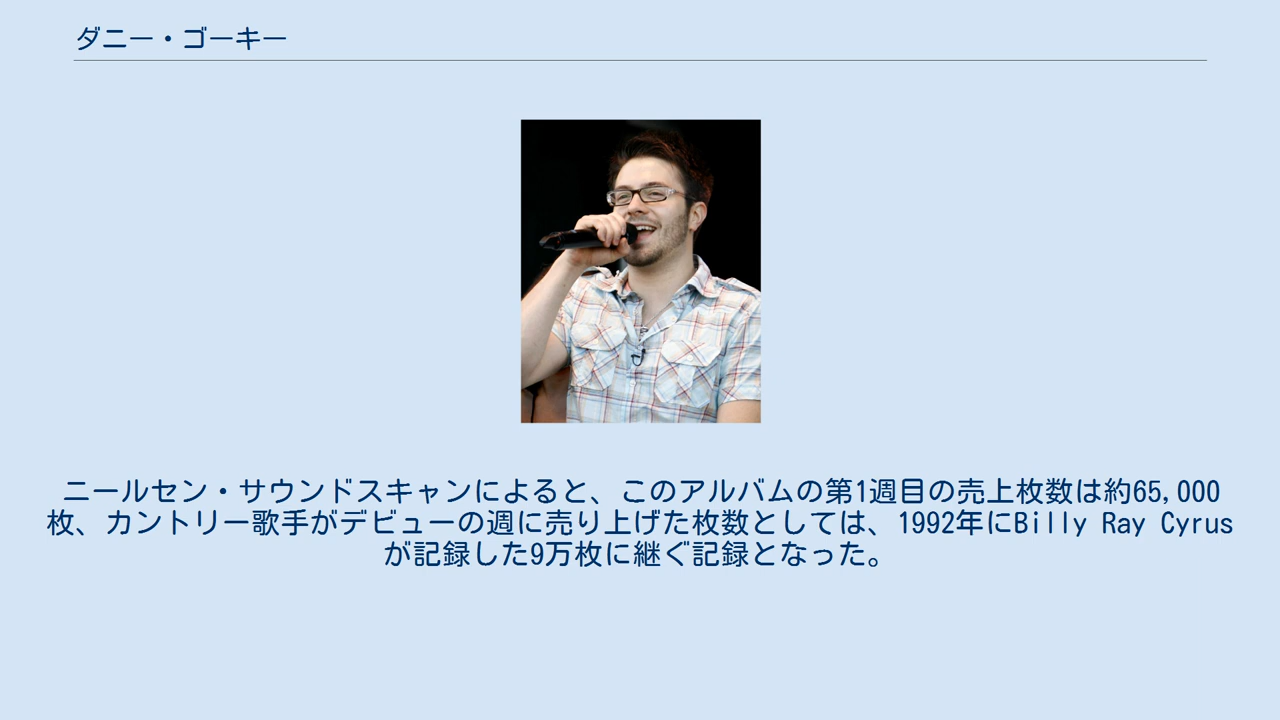 ダニー・ゴーキー
ニールセン・サウンドスキャンによると、このアルバムの第1週目の売上枚数は約65,000
枚、カントリー歌手がデビューの週に売り上げた枚数としては、1992年にBilly Ray Cyrus
が記録した9万枚に継ぐ記録となった。